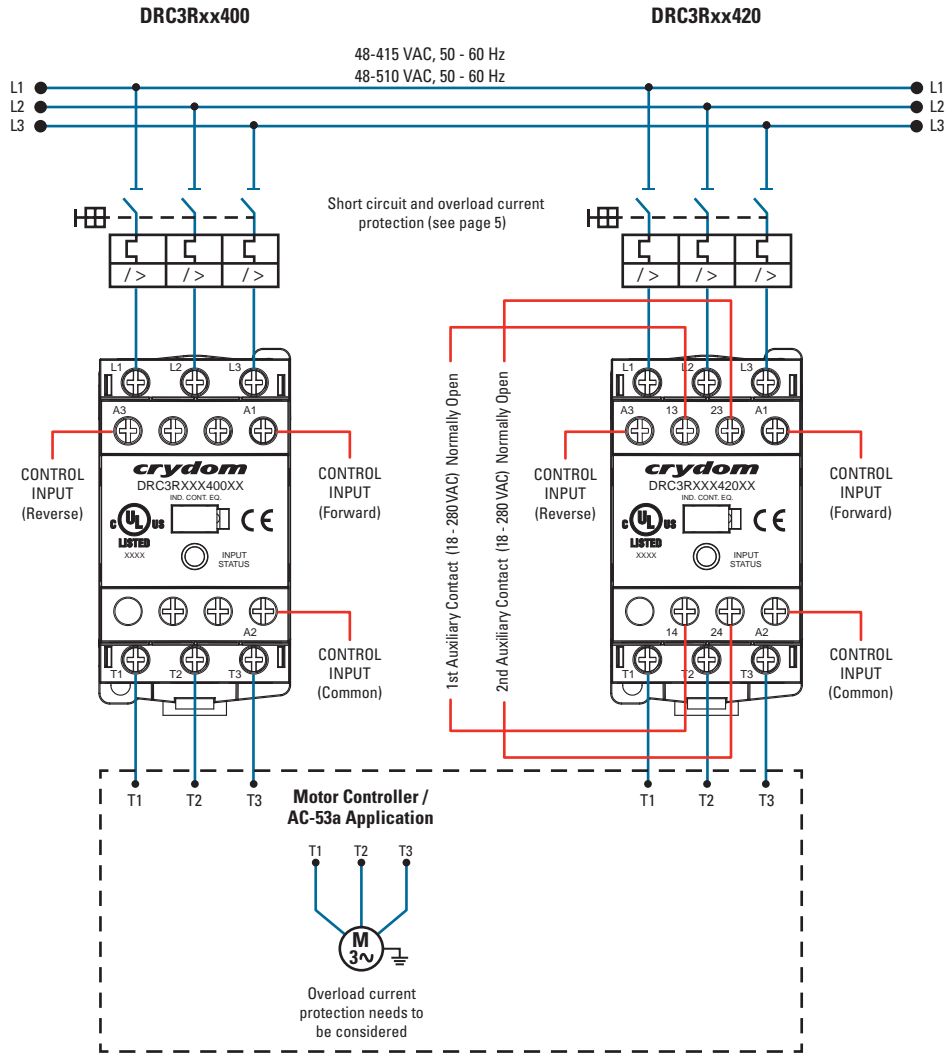 DRC3Rxx400
DRC3Rxx420
48-415 VAC, 50 - 60 Hz
48-510 VAC, 50 - 60 Hz
L1
L2
L3
L1
L2
L3
Short circuit and overload current
protection (see page 5)
/ >
/ >
/ >
/ >
/ >
/ >
L1
L2
L3
A3
A1
CONTROL
INPUT
(Reverse)
crydom
DRC3RXXX400XX
IND. CONT. EQ.
C UL US
LISTED
XXXX
CE
INPUT
STATUS
CONTROL
INPUT
(Forward)
A2
T1
T2
T3
CONTROL
INPUT
(Common)
1st Auxiliary Contact (18 - 280 VAC) Normally Open
2nd Auxiliary Contact (18 - 280 VAC) Normally Open
L1
L2
L3
A3
13
23
A1
CONTROL
INPUT
(Reverse)
crydom
DRC3RXXX420XX
IND. CONT. EQ.
C UL US
LISTED
XXXX
CE
INPUT
STATUS
CONTROL
INPUT
(Forward)
14
24
A2
T1
T2
T3
CONTROL
INPUT
(Common)
T1
T2
T3
T1
T2
T3
Motor Controller /
AC-53a Application
T1
T2
T3
M
3~
Overload current
protection needs to
be considered